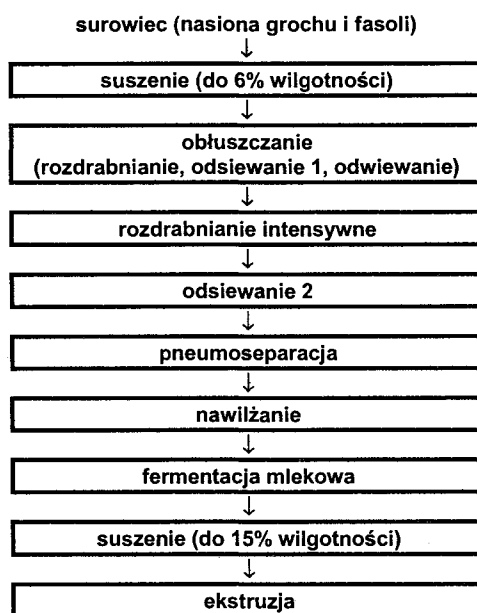 surowiec (nasiona grochu i fasoli)
↓
suszenie (do 6% wilgotności)
↓
obłuszczanie
(rozdrabnianie, odsiewanie 1, odwiewanie)
↓
rozdrabnianie intensywne
↓
odsiewanie 2
↓
pneumoseparacja
↓
nawilżanie
↓
fermentacja mlekowa
↓
suszenie (do 15% wilgotności)
↓
ekstruzja